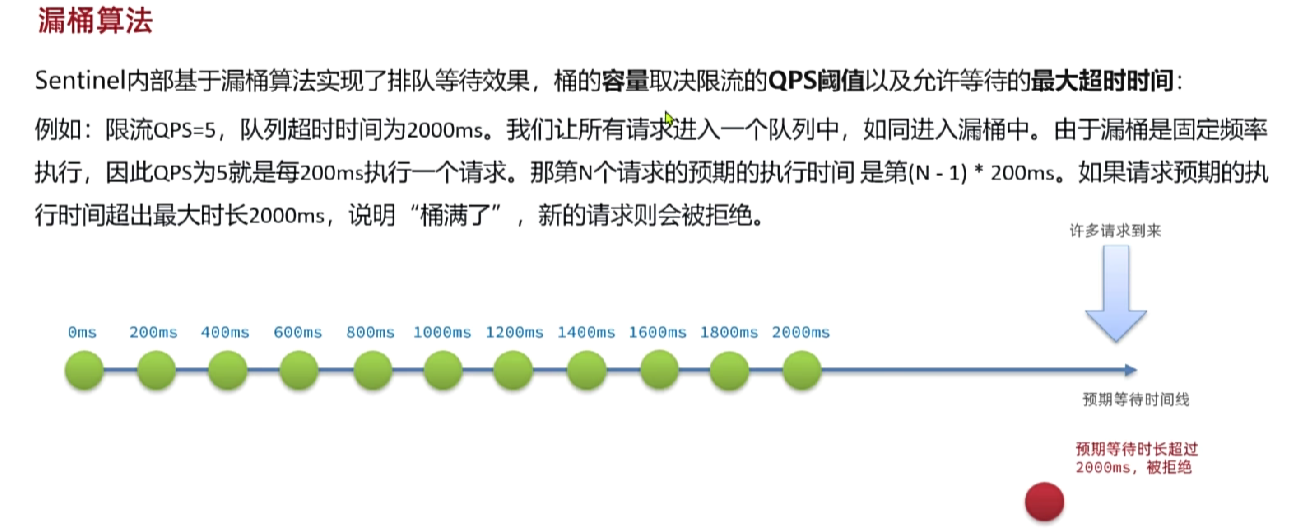 漏桶算法
Sentinel内部基于漏桶算法实现了排队等待效果，桶的容量取决限流的QPS阈值以及允许等待的最大超时时间：
例如：限流QPS=5，队列超时时间为2000ms。我们让所有请求进入一个队列中，如同进入漏桶中。由于漏桶是固定频率
执行，因此QPS为5就是每200ms执行一个请求。那第N个请求的预期的执行时间 是第(N - 1) * 200ms。如果请求预期的执
行时间超出最大时长2000ms，说明“桶满了”，新的请求则会被拒绝。
许多请求到来
0ms 200ms 400ms 600ms 800ms 1000ms 1200ms 1400ms 1600ms 1800ms 2000ms
预期等待时间线
预期等待时长超过
2000ms，被拒绝